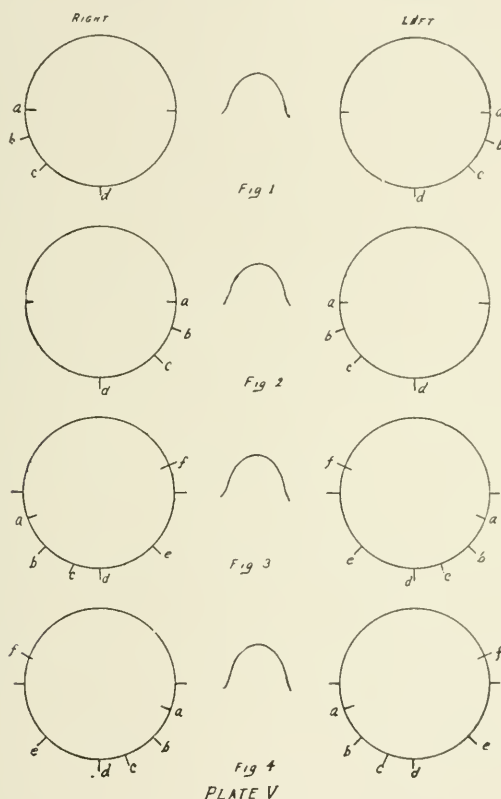 RIGHT LEFT
a a
b b
c c
d Fig 1 d
a a
b b
c c
d Fig 2 d
f f
a a
b e e b
c d Fig 3 d c
f f
a a
e b b e
d c Fig 4 c d
PLATE V